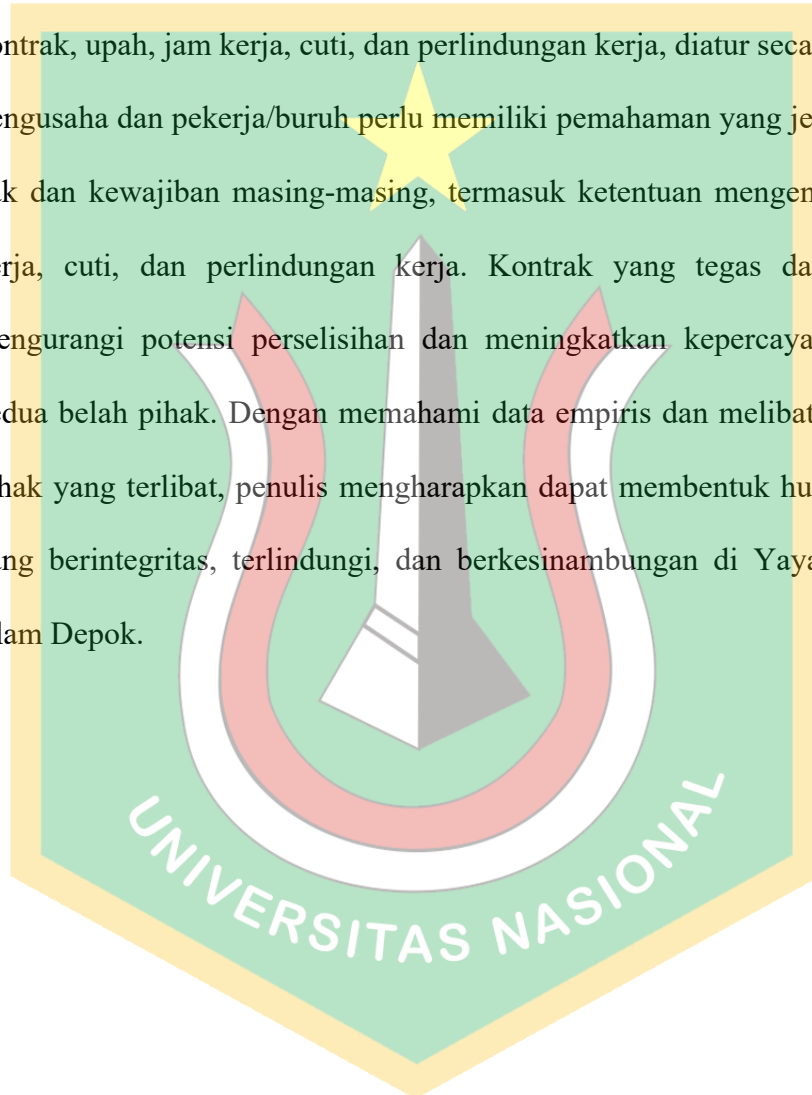 ontrak, upah, jam kerja, cuti, dan perlindungan kerja, diatur seca
engusaha dan pekerja/buruh perlu memiliki pemahaman yang je
ak dan kewajiban masing-masing, termasuk ketentuan mengen
erja, cuti, dan perlindungan kerja. Kontrak yang tegas da
engurangi potensi perselisihan dan meningkatkan kepercaya
edua belah pihak. Dengan memahami data empiris dan melibat
ihak yang terlibat, penulis mengharapkan dapat membentuk hu
ang berintegritas, terlindungi, dan berkesinambungan di Yaya
lam Depok.
UNIVERSITAS NASIONAL